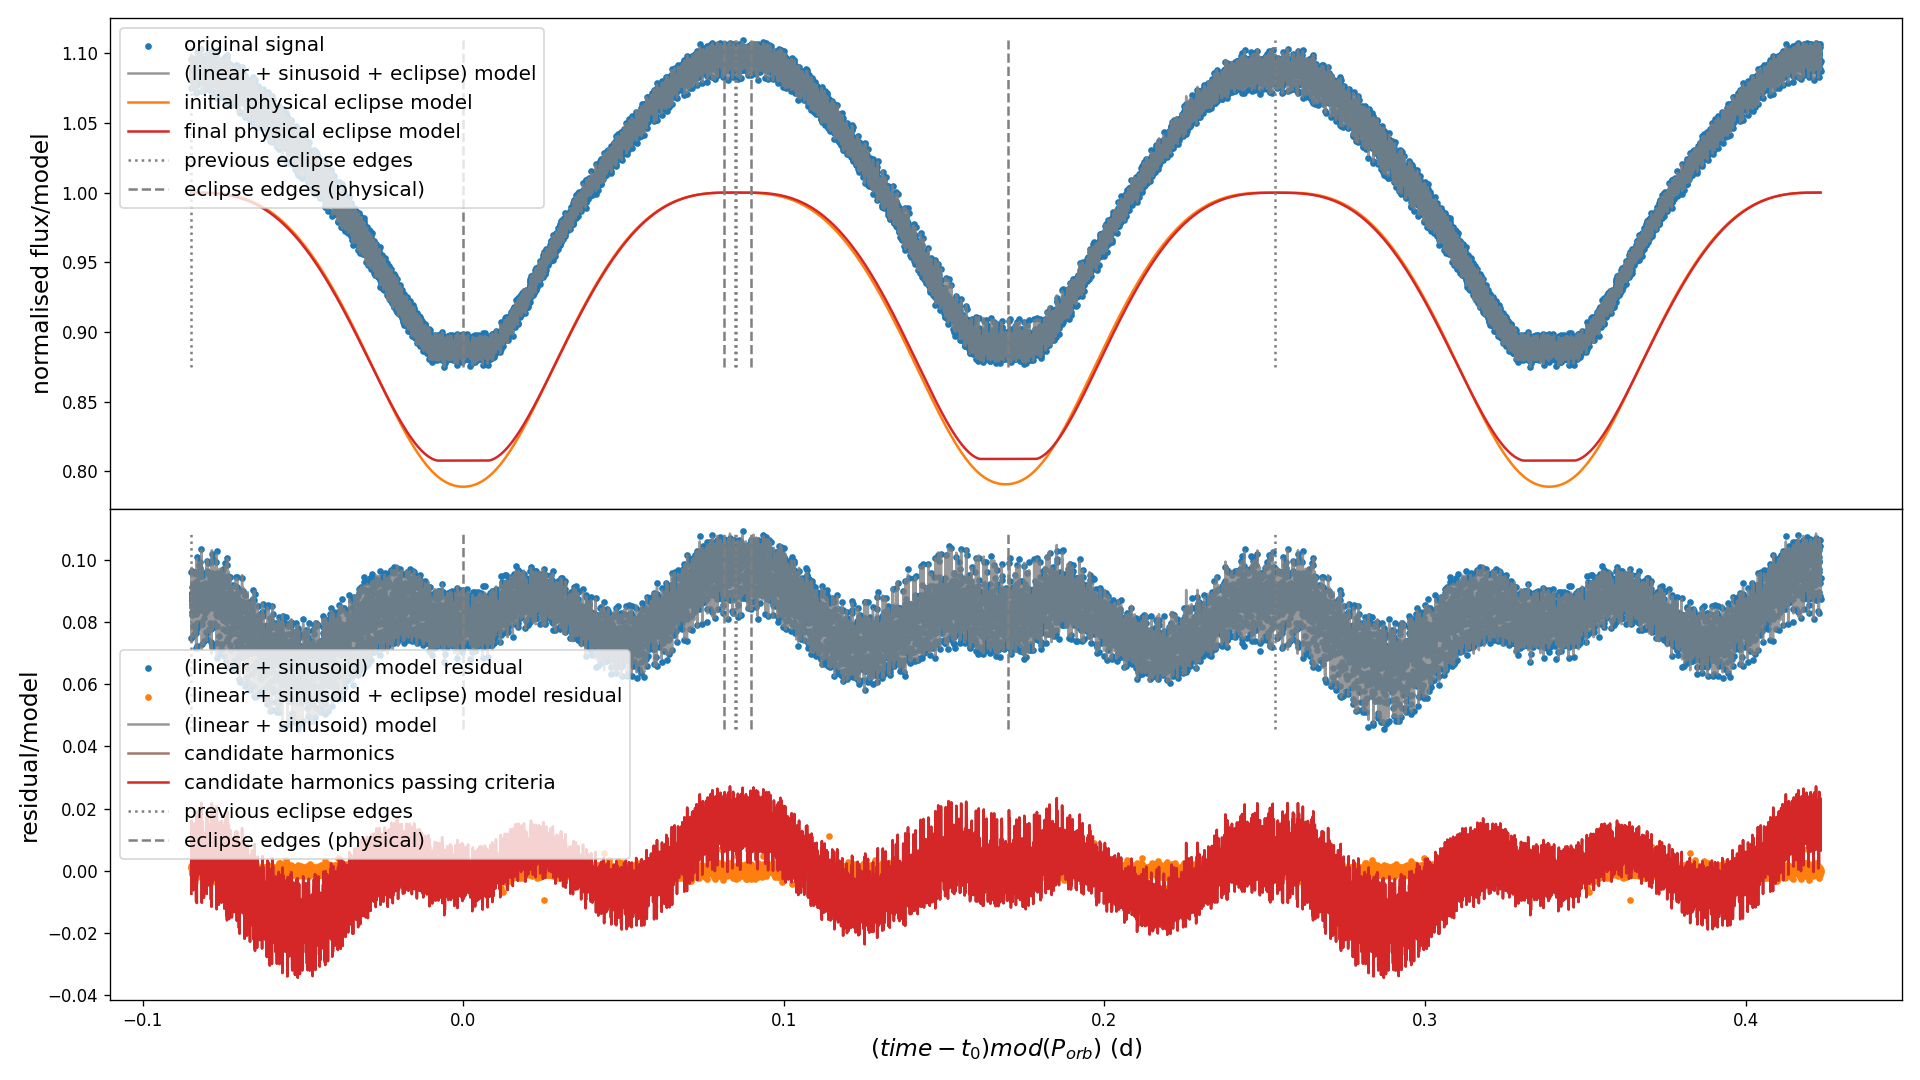 normalised flux/model
1.10
1.05
1.00
0.95
0.90
0.85
0.80
original signal
(linear + sinusoid + eclipse) model
initial physical eclipse model
final physical eclipse model
previous eclipse edges
eclipse edges (physical)
residual/model
0.10
0.08
0.06
0.04
0.02
0.00
−0.02
−0.04
(linear + sinusoid) model residual
(linear + sinusoid + eclipse) model residual
(linear + sinusoid) model
candidate harmonics
candidate harmonics passing criteria
previous eclipse edges
eclipse edges (physical)
−0.1 0.0 0.1 0.2 0.3 0.4
(time − t₀)mod(Pₒᵣb) (d)